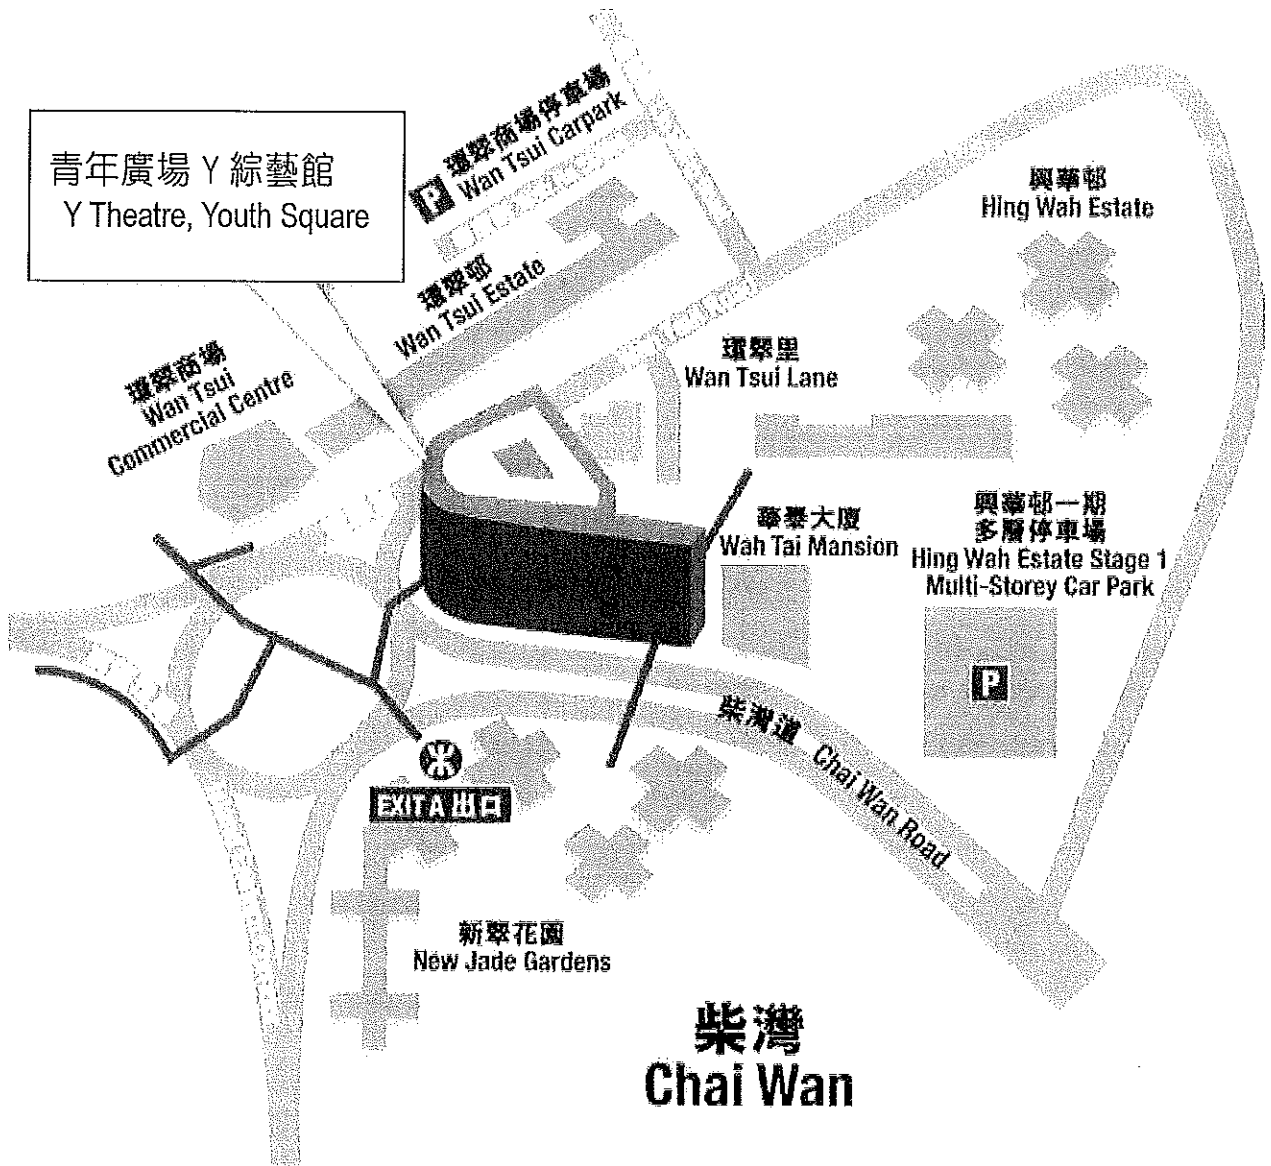 青年廣場 Y 綜藝館
Y Theatre, Youth Square
環翠商場停車場
Wan Tsui Carpark
P
環翠邨
Wan Tsui Estate
興華邨
Hing Wah Estate
環翠商場
Wan Tsui
Commercial Centre
環翠里
Wan Tsui Lane
華泰大廈
Wah Tai Mansion
興華邨一期
多層停車場
Hing Wah Estate Stage 1
Multi-Storey Car Park
P
柴灣道 Chai Wan Road
EXIT A 出口
新翠花園
New Jade Gardens
柴灣
Chai Wan